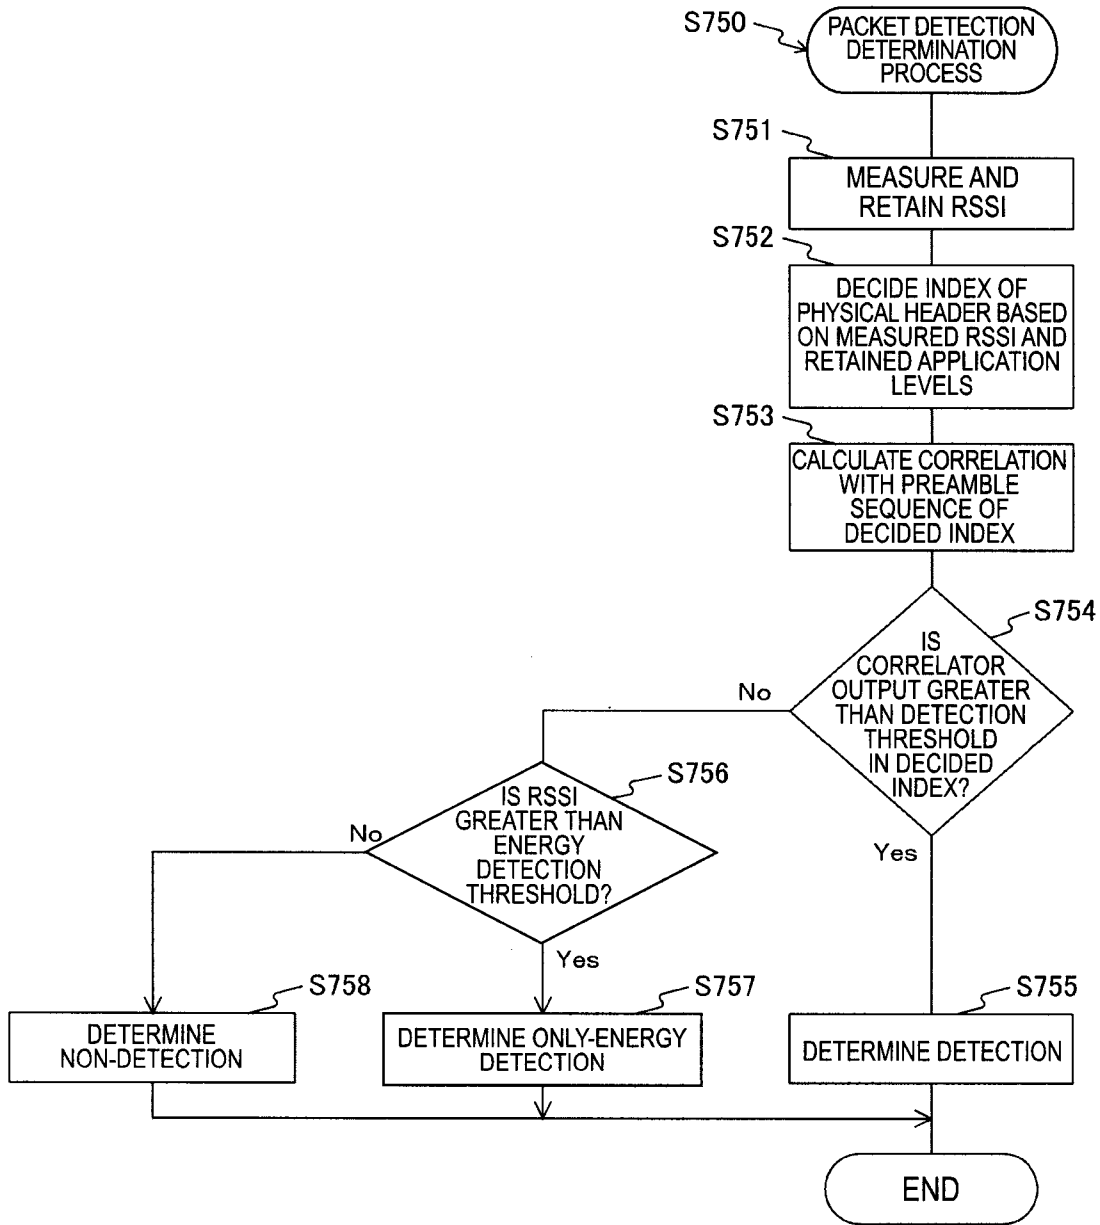 S750
PACKET DETECTION
DETERMINATION
PROCESS
S751
MEASURE AND
RETAIN RSSI
S752
DECIDE INDEX OF
PHYSICAL HEADER BASED
ON MEASURED RSSI AND
RETAINED APPLICATION
LEVELS
S753
CALCULATE CORRELATION
WITH PREAMBLE
SEQUENCE OF
DECIDED INDEX
S754
IS
CORRELATOR
OUTPUT GREATER
THAN DETECTION
THRESHOLD
IN DECIDED
INDEX?
No
Yes
S756
IS RSSI
GREATER THAN
ENERGY
DETECTION
THRESHOLD?
No
Yes
S758
DETERMINE
NON-DETECTION
S757
DETERMINE ONLY-ENERGY
DETECTION
S755
DETERMINE DETECTION
END